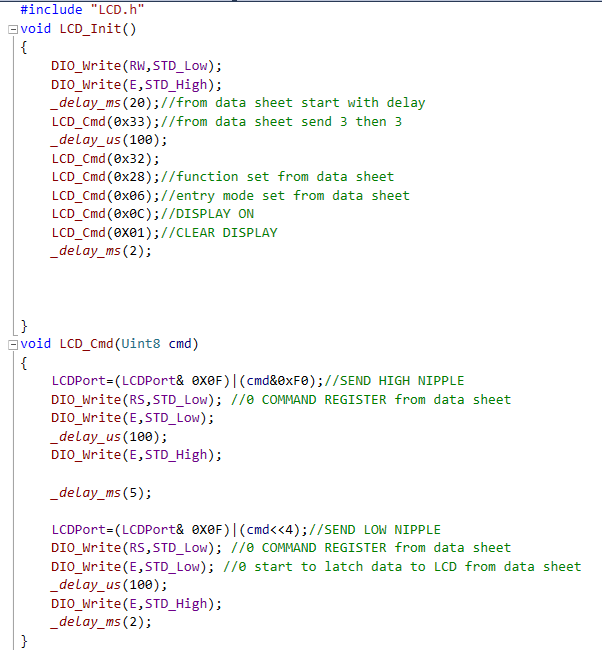 #include "LCD.h"
void LCD_Init()
{
DIO_Write(RW,STD_Low);
DIO_Write(E,STD_High);
_delay_ms(20);//from data sheet start with delay
LCD_Cmd(0x33);//from data sheet send 3 then 3
_delay_us(100);
LCD_Cmd(0x32);
LCD_Cmd(0x28);//function set from data sheet
LCD_Cmd(0x06);//entry mode set from data sheet
LCD_Cmd(0x0C);//DISPLAY ON
LCD_Cmd(0X01);//CLEAR DISPLAY
_delay_ms(2);
}
void LCD_Cmd(Uint8 cmd)
{
LCDPort=(LCDPort& 0X0F)|(cmd&0xF0);//SEND HIGH NIPPLE
DIO_Write(RS,STD_Low); //0 COMMAND REGISTER from data sheet
DIO_Write(E,STD_Low);
_delay_us(100);
DIO_Write(E,STD_High);
_delay_ms(5);
LCDPort=(LCDPort& 0X0F)|(cmd<<4);//SEND LOW NIPPLE
DIO_Write(RS,STD_Low); //0 COMMAND REGISTER from data sheet
DIO_Write(E,STD_Low); //0 start to latch data to LCD from data sheet
_delay_us(100);
DIO_Write(E,STD_High);
_delay_ms(2);
}